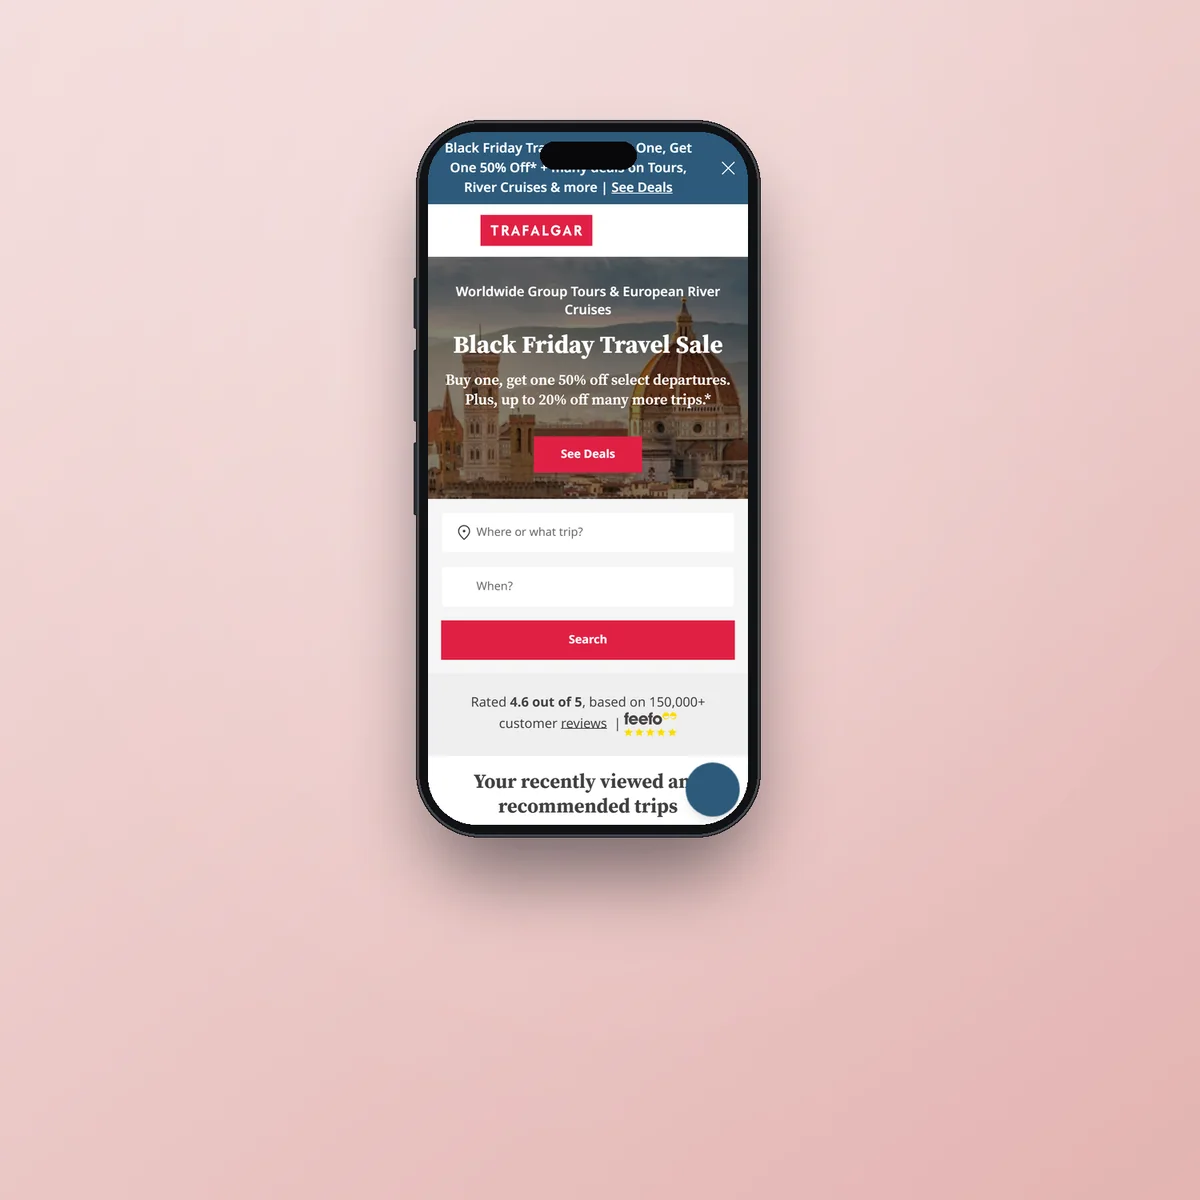 Black Friday One, Get
One 50% Off* + many deals on Tours,
River Cruises & more | See Deals
TRAFALGAR
Worldwide Group Tours & European River
Cruises
Black Friday Travel Sale
Buy one, get one 50% off select departures.
Plus, up to 20% off many more trips.*
See Deals
Where or what trip?
When?
Search
Rated 4.6 out of 5, based on 150,000+
customer reviews | feefo
Your recently viewed
recommended trips